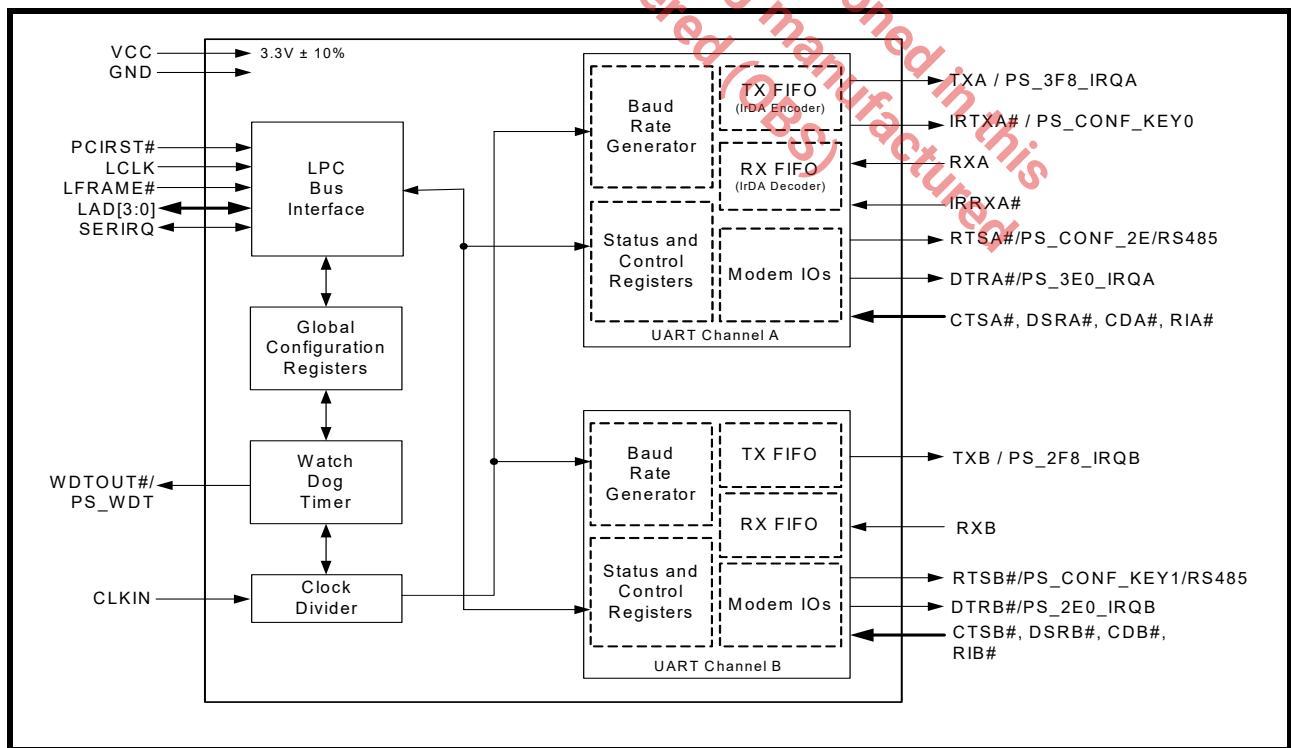 VCC
GND
3.3V ± 10%
PCIRST#
LCLK
LFRAME#
LAD[3:0]
SERIRQ
LPC
Bus
Interface
Global
Configuration
Registers
Watch
Dog
Timer
WDTOUT#/
PS_WDT
CLKIN
Clock
Divider
Baud
Rate
Generator
TX FIFO
(IrDA Encoder)
RX FIFO
(IrDA Decoder)
Status and
Control
Registers
Modem IOs
UART Channel A
TXA / PS_3F8_IRQA
IRTXA# / PS_CONF_KEY0
RXA
IRRXA#
RTSA#/PS_CONF_2E/RS485
DTRA#/PS_3E0_IRQA
CTSA#, DSRA#, CDA#, RIA#
Baud
Rate
Generator
TX FIFO
RX FIFO
Status and
Control
Registers
Modem IOs
UART Channel B
TXB / PS_2F8_IRQB
RXB
RTSB#/PS_CONF_KEY1/RS485
DTRB#/PS_2E0_IRQB
CTSB#, DSRB#, CDB#,
RIB#
in this
manufactured
(OBS)